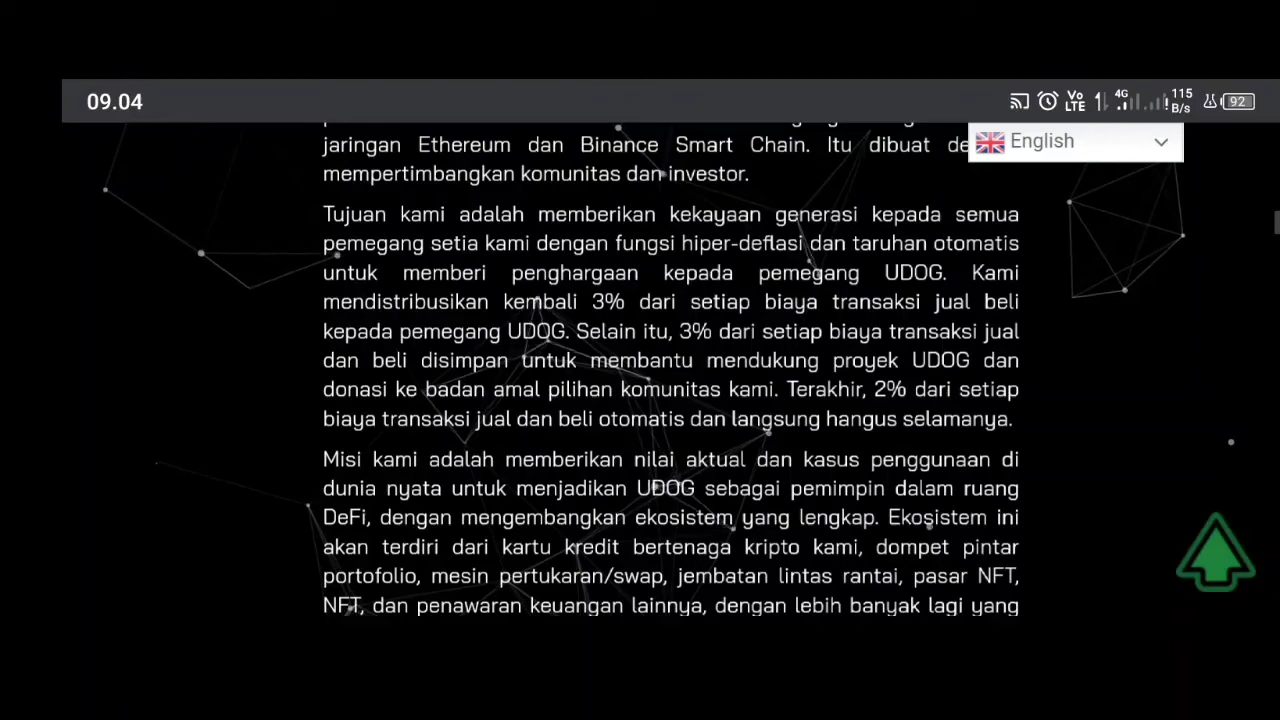 09.04
Vo
LTE
4G
115
B/s
92
English
jaringan Ethereum dan Binance Smart Chain. Itu dibuat
mempertimbangkan komunitas dan investor.
Tujuan kami adalah memberikan kekayaan generasi kepada semua
pemegang setia kami dengan fungsi hiper-deflasi dan taruhan otomatis
untuk memberi penghargaan kepada pemegang UDOG. Kami
mendistribusikan kembali 3% dari setiap biaya transaksi jual beli
kepada pemegang UDOG. Selain itu, 3% dari setiap biaya transaksi jual
dan beli disimpan untuk membantu mendukung proyek UDOG dan
donasi ke badan amal pilihan komunitas kami. Terakhir, 2% dari setiap
biaya transaksi jual dan beli otomatis dan langsung hangus selamanya.
Misi kami adalah memberikan nilai aktual dan kasus penggunaan di
dunia nyata untuk menjadikan UDOG sebagai pemimpin dalam ruang
DeFi, dengan mengembangkan ekosistem yang lengkap. Ekosistem ini
akan terdiri dari kartu kredit bertenaga kripto kami, dompet pintar
portofolio, mesin pertukaran/swap, jembatan lintas rantai, pasar NFT,
NFT, dan penawaran keuangan lainnya, dengan lebih banyak lagi yang